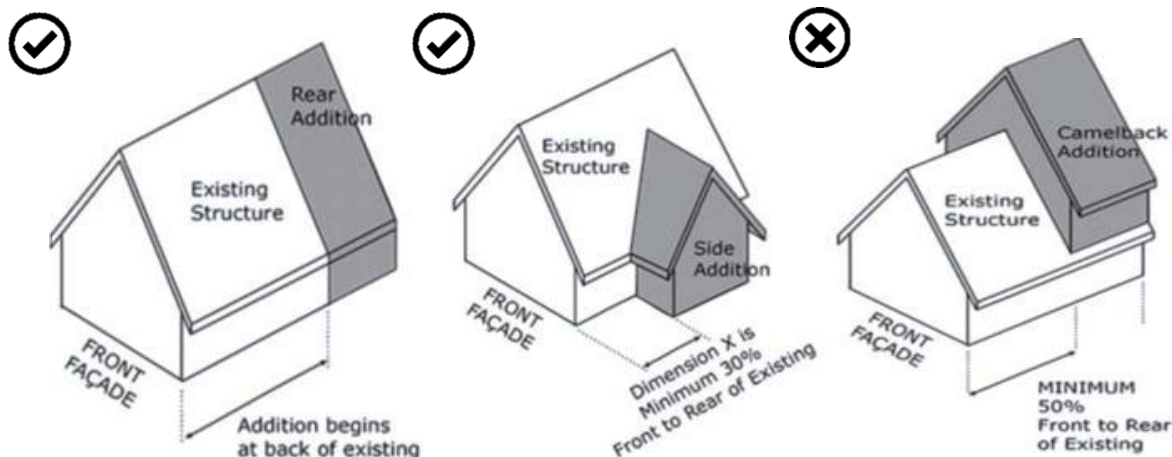 Rear
Addition
Existing
Structure
FRONT
FAÇADE
Addition begins
at back of existing
Existing
Structure
Side
Addition
FRONT
FAÇADE
Dimension X is
Minimum 30%
Front to Rear of Existing
Camelback
Addition
Existing
Structure
FRONT
FAÇADE
MINIMUM
50%
Front to Rear
of Existing